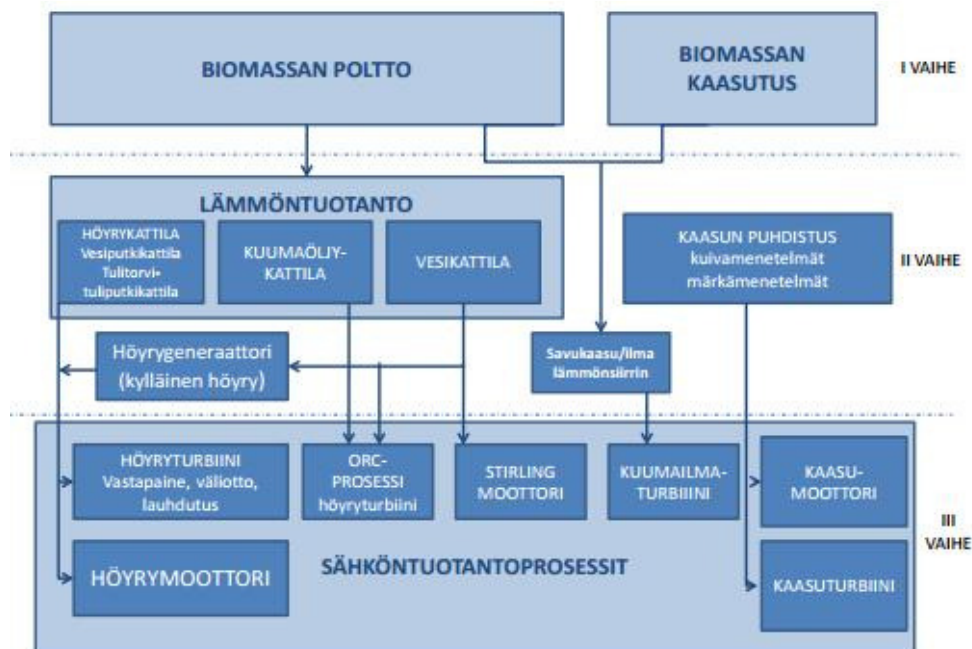 BIOMASSAN POLTTO
BIOMASSAN
KAASUTUS
I VAIHE
LÄMMÖNTUOTANTO
HÖYRYKATTILA
Vesiputkikattila
Tulitorvi-
tuliputkikattila
KUUMAÖLJY-
KATTILA
VESIKATTILA
KAASUN PUHDISTUS
kuivamenetelmät
märkämenetelmät
II VAIHE
Höyrygeneraattori
(kylläinen höyry)
Savukaasu/ilma
lämmönsiirrin
HÖYRYTURBIINI
Vastapaine, väliotto,
lauhdutus
ORC-
PROSESSI
höyryturbiini
STIRLING
MOOTTORI
KUUMAILMA-
TURBIIINI
KAASU-
MOOTTORI
III
VAIHE
HÖYRYMOOTTORI
SÄHKÖNTUOTANTOPROSESSIT
KAASUTURBIINI